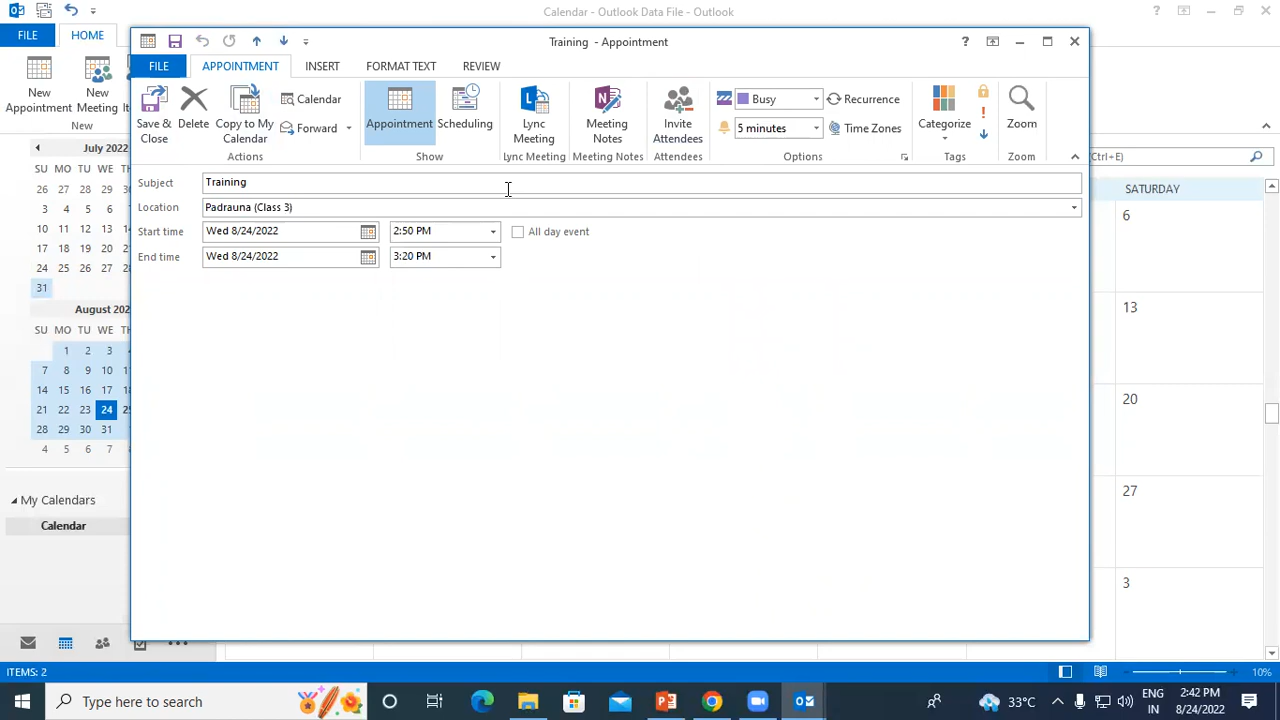 Calendar - Outlook Data File - Outlook
FILE
HOME
New Appointment
New Meeting
New
July 2022
SU MO TU WE
26 27 28 29
3 4 5 6
10 11 12 13
17 18 19 20
24 25 26 27
31
August 202
SU MO TU WE TH
1 2 3
7 8 9 10
14 15 16 17
21 22 23 24
28 29 30 31
4 5 6 7
My Calendars
Calendar
ITEMS: 2
Training - Appointment
FILE
APPOINTMENT
INSERT
FORMAT TEXT
REVIEW
Save & Close
Delete
Copy to My Calendar
Calendar
Forward
Actions
Appointment
Scheduling
Show
Lync Meeting
Lync Meeting
Meeting Notes
Meeting Notes
Invite Attendees
Attendees
Busy
5 minutes
Recurrence
Time Zones
Options
Categorize
Tags
Zoom
Zoom
Subject
Training
Location
Padrauna (Class 3)
Start time
Wed 8/24/2022
2:50 PM
All day event
End time
Wed 8/24/2022
3:20 PM
Ctrl+E)
SATURDAY
6
13
20
27
3
10%
Type here to search
33°C
ENG
IN
2:42 PM
8/24/2022